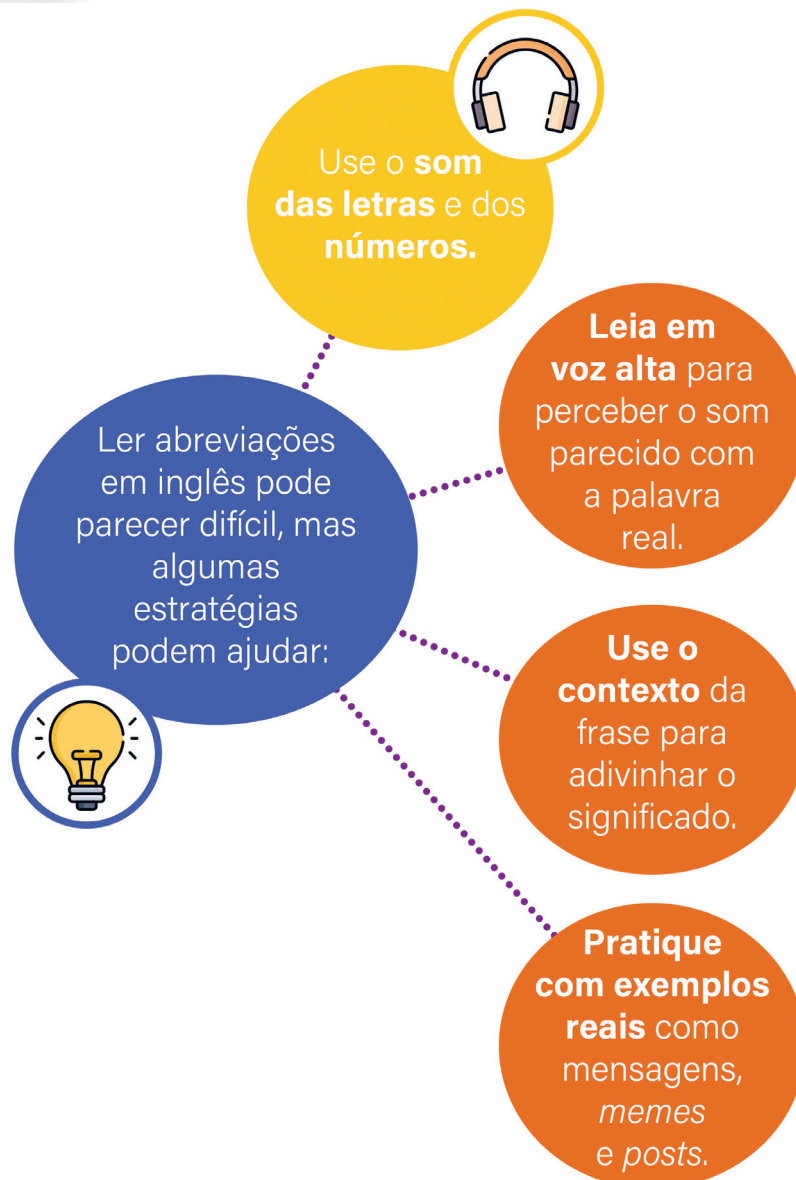 Use o som
das letras e dos
números.
Leia em
voz alta para
perceber o som
parecido com
a palavra
real.
Ler abreviações
em inglês pode
parecer difícil, mas
algumas
estratégias
podem ajudar:
Use o
contexto da
frase para
adivinhar o
significado.
Pratique
com exemplos
reais como
mensagens,
memes
e posts.